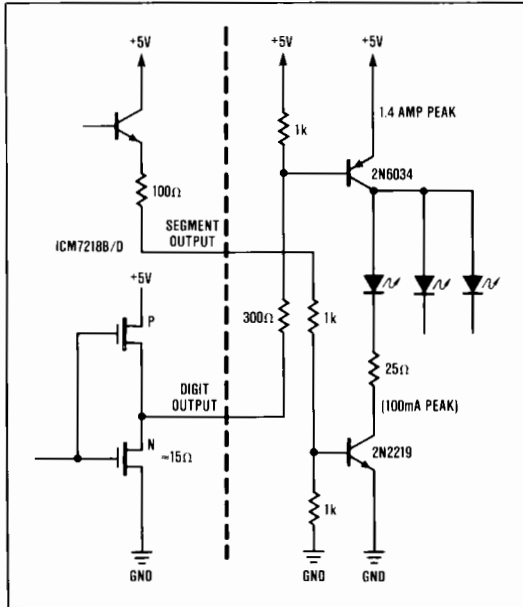 +5V
+5V
+5V
1.4 AMP PEAK
1k
2N6034
100Ω
SEGMENT
OUTPUT
ICM7218B/D
+5V
P
300Ω
1k
25Ω
DIGIT
OUTPUT
(100mA PEAK)
N
≈15Ω
2N2219
1k
GND
GND
GND